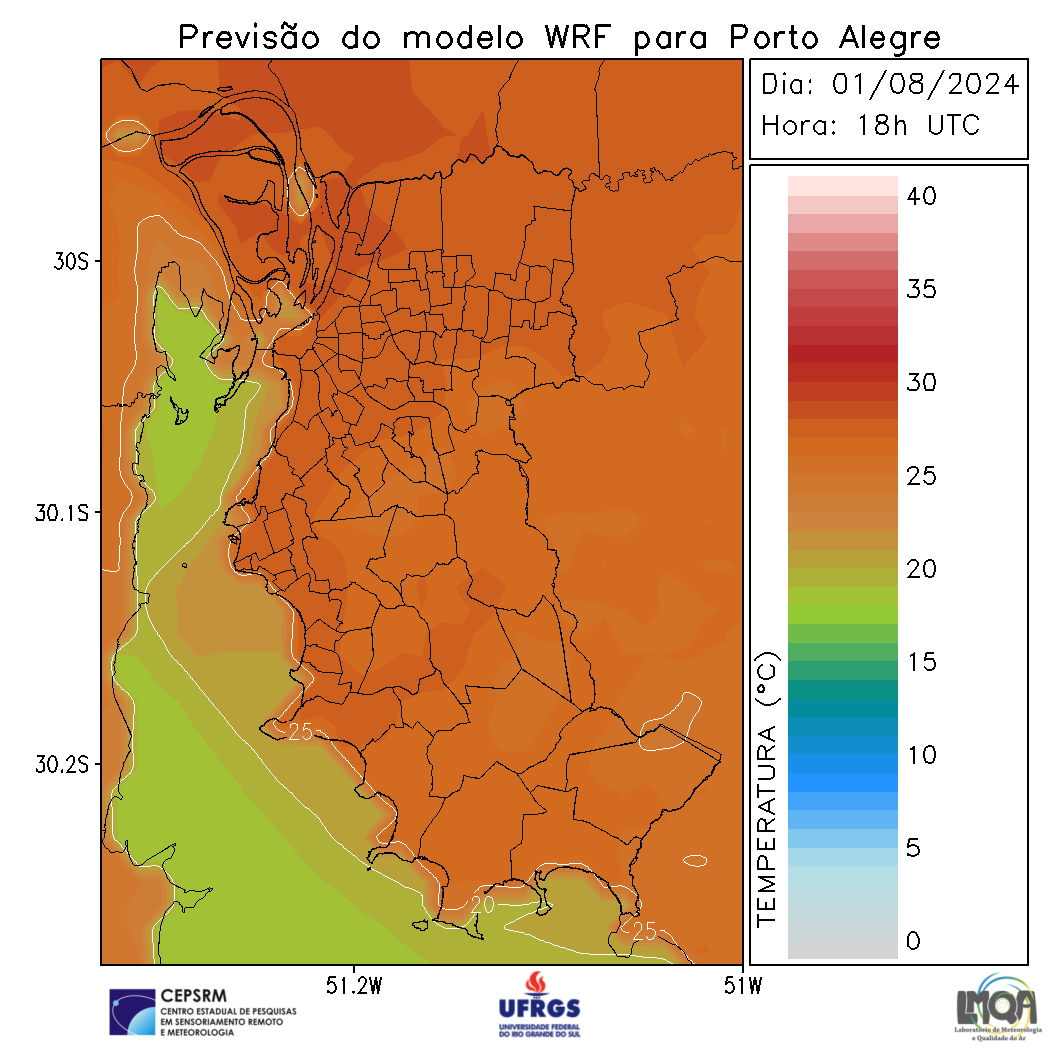 Previsão do modelo WRF para Porto Alegre
Dia: 01/08/2024
Hora: 18h UTC
40
35
30
25
20
15
10
5
0
TEMPERATURA (°C)
30S
30.1S
30.2S
51.2W
51W
25
20
25
CEPSRM
CENTRO ESTADUAL DE PESQUISAS
EM SENSORIAMENTO REMOTO
E METEOROLOGIA
UFRGS
UNIVERSIDADE FEDERAL
DO RIO GRANDE DO SUL
LMQA
Laboratório de Meteorologia
e Qualidade do Ar